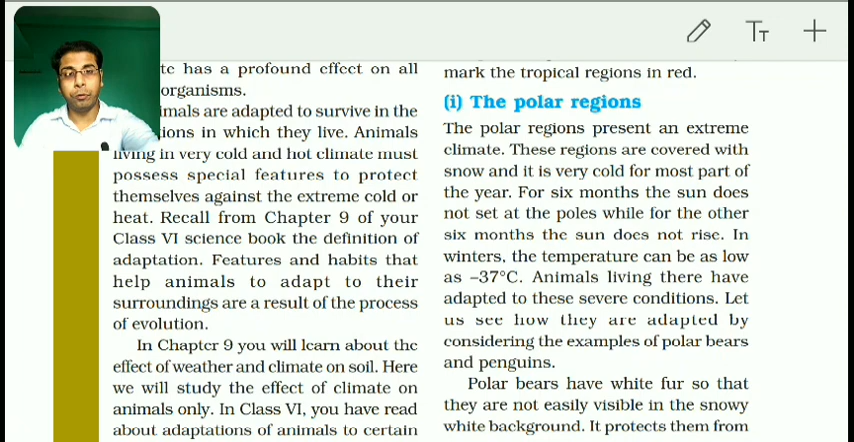 te has a profound effect on all
organisms.
imals are adapted to survive in the
ions in which they live. Animals
living in very cold and hot climate must
possess special features to protect
themselves against the extreme cold or
heat. Recall from Chapter 9 of your
Class VI science book the definition of
adaptation. Features and habits that
help animals to adapt to their
surroundings are a result of the process
of evolution.
In Chapter 9 you will learn about the
effect of weather and climate on soil. Here
we will study the effect of climate on
animals only. In Class VI, you have read
about adaptations of animals to certain
mark the tropical regions in red.
(i) The polar regions
The polar regions present an extreme
climate. These regions are covered with
snow and it is very cold for most part of
the year. For six months the sun does
not set at the poles while for the other
six months the sun does not rise. In
winters, the temperature can be as low
as –37°C. Animals living there have
adapted to these severe conditions. Let
us see how they are adapted by
considering the examples of polar bears
and penguins.
Polar bears have white fur so that
they are not easily visible in the snowy
white background. It protects them from